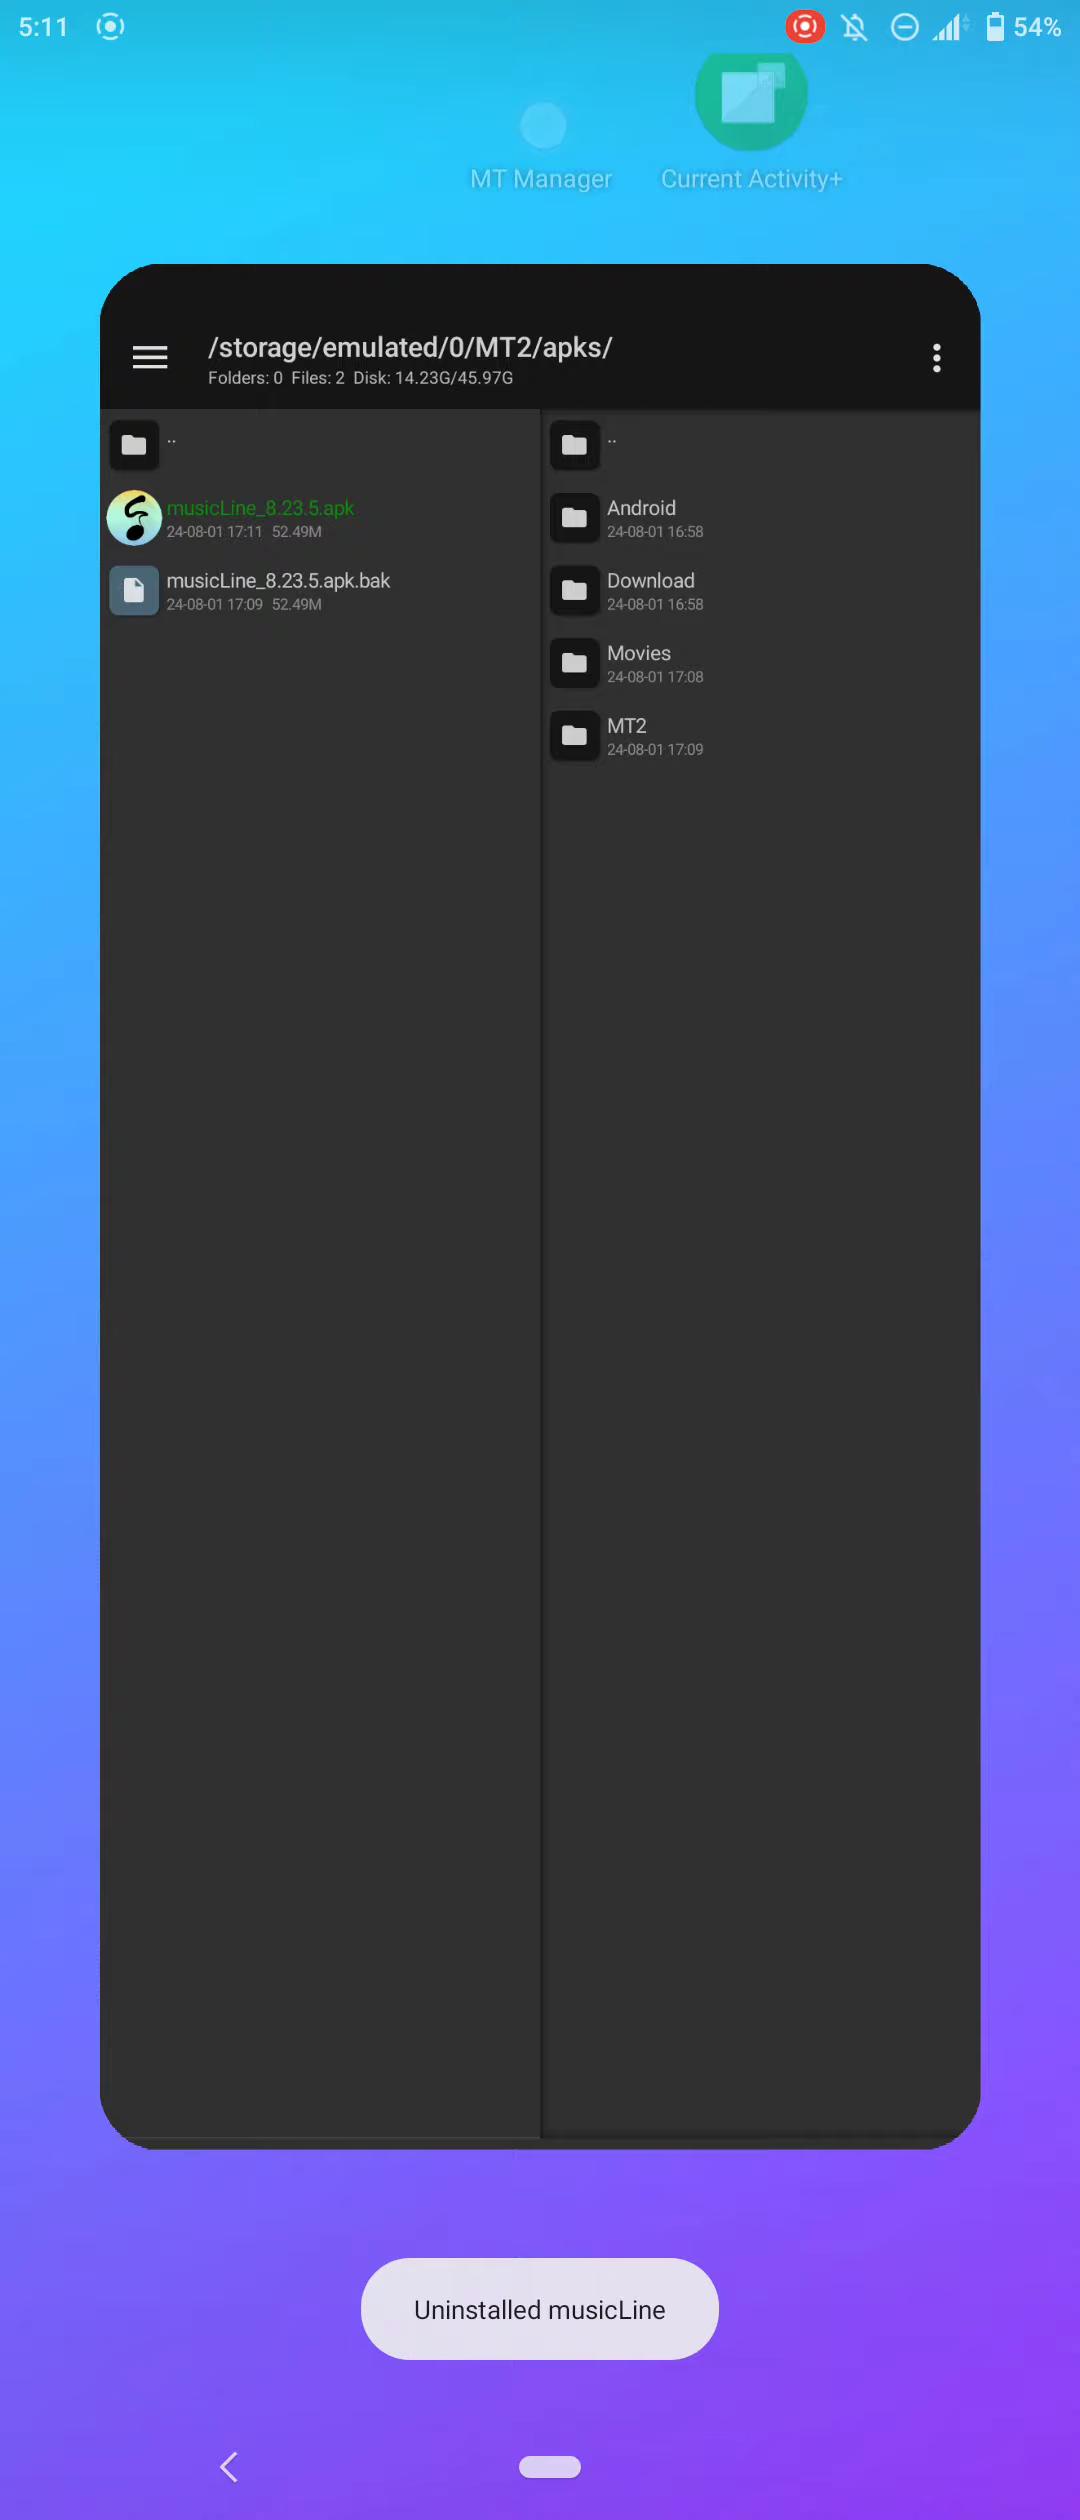 5:11 54%
MT Manager Current Activity+
/storage/emulated/0/MT2/apks/
Folders: 0 Files: 2 Disk: 14.23G/45.97G
..
musicLine_8.23.5.apk
24-08-01 17:11 52.49M
musicLine_8.23.5.apk.bak
24-08-01 17:09 52.49M
..
Android
24-08-01 16:58
Download
24-08-01 16:58
Movies
24-08-01 17:08
MT2
24-08-01 17:09
Uninstalled musicLine